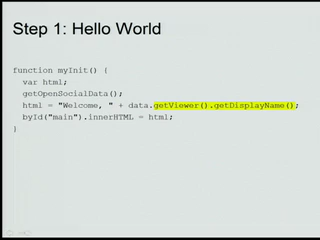 Step 1: Hello World
function myInit() {
var html;
getOpenSocialData();
html = "Welcome, " + data.getViewer().getDisplayName();
byId("main").innerHTML = html;
}